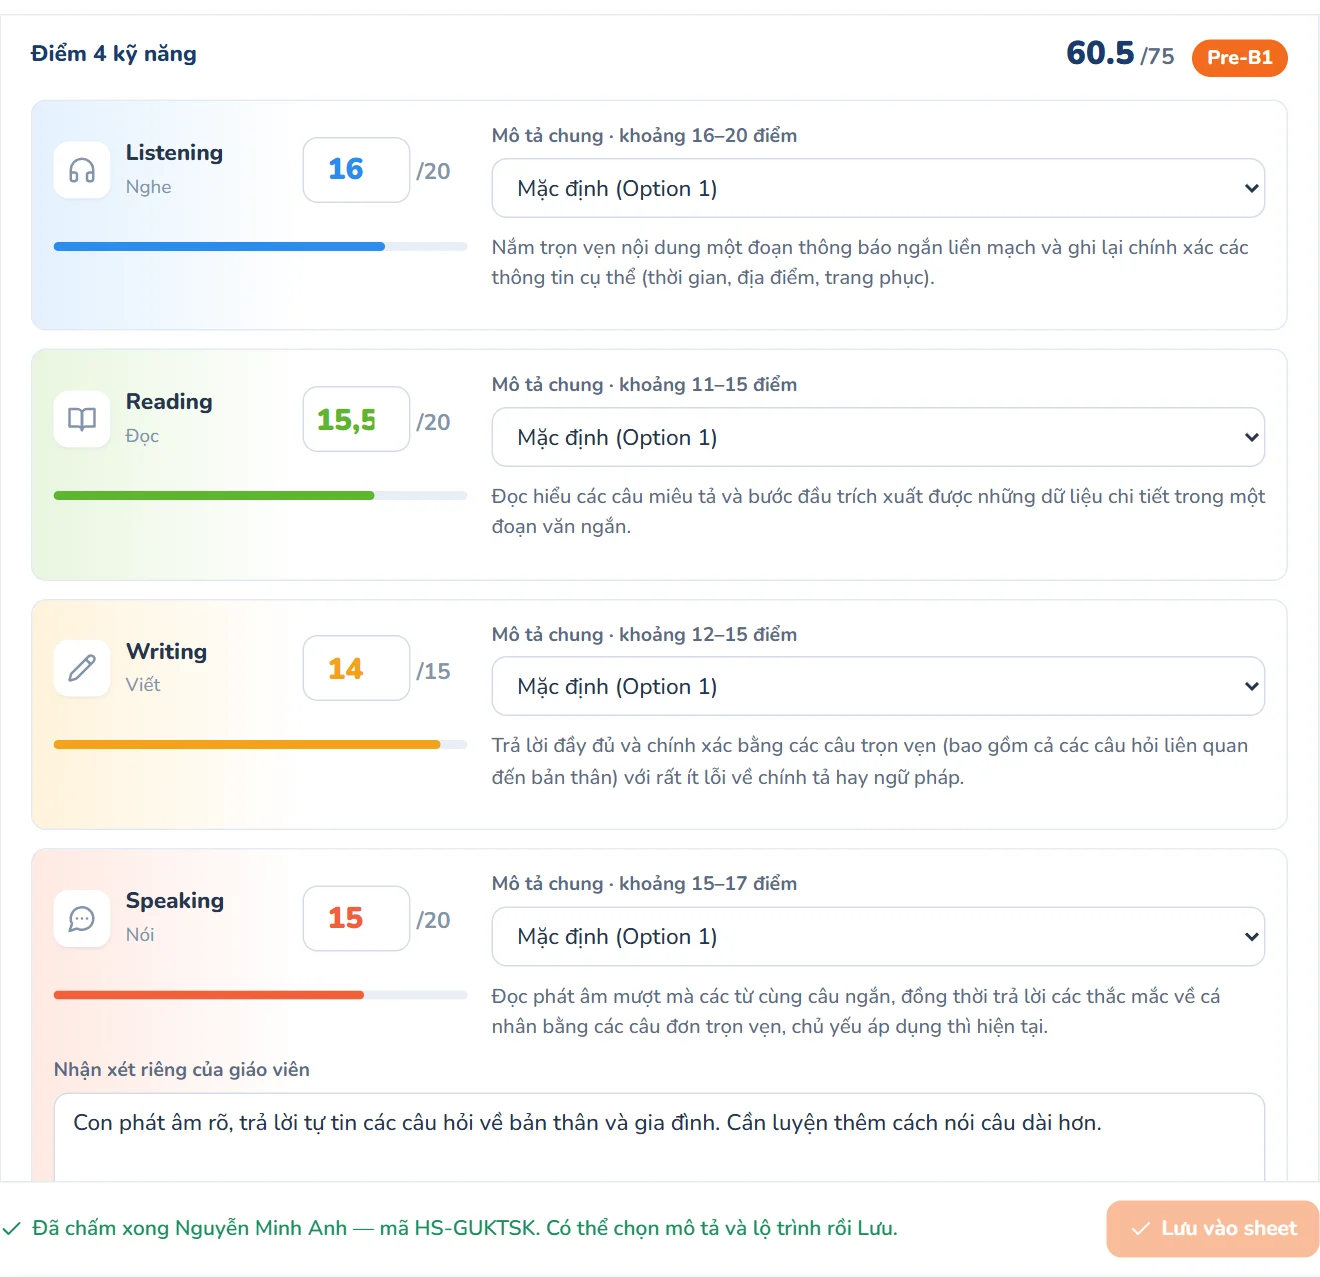 Điểm 4 kỹ năng
60.5 /75 Pre-B1
Listening
Nghe
16 /20
Mô tả chung · khoảng 16–20 điểm
Mặc định (Option 1)
Nắm trọn vẹn nội dung một đoạn thông báo ngắn liền mạch và ghi lại chính xác các
thông tin cụ thể (thời gian, địa điểm, trang phục).
Reading
Đọc
15,5 /20
Mô tả chung · khoảng 11–15 điểm
Mặc định (Option 1)
Đọc hiểu các câu miêu tả và bước đầu trích xuất được những dữ liệu chi tiết trong một
đoạn văn ngắn.
Writing
Viết
14 /15
Mô tả chung · khoảng 12–15 điểm
Mặc định (Option 1)
Trả lời đầy đủ và chính xác bằng các câu trọn vẹn (bao gồm cả các câu hỏi liên quan
đến bản thân) với rất ít lỗi về chính tả hay ngữ pháp.
Speaking
Nói
15 /20
Mô tả chung · khoảng 15–17 điểm
Mặc định (Option 1)
Đọc phát âm mượt mà các từ cùng câu ngắn, đồng thời trả lời các thắc mắc về cá
nhân bằng các câu đơn trọn vẹn, chủ yếu áp dụng thì hiện tại.
Nhận xét riêng của giáo viên
Con phát âm rõ, trả lời tự tin các câu hỏi về bản thân và gia đình. Cần luyện thêm cách nói câu dài hơn.
Đã chấm xong Nguyễn Minh Anh — mã HS-GUKTSK. Có thể chọn mô tả và lộ trình rồi Lưu.
Lưu vào sheet